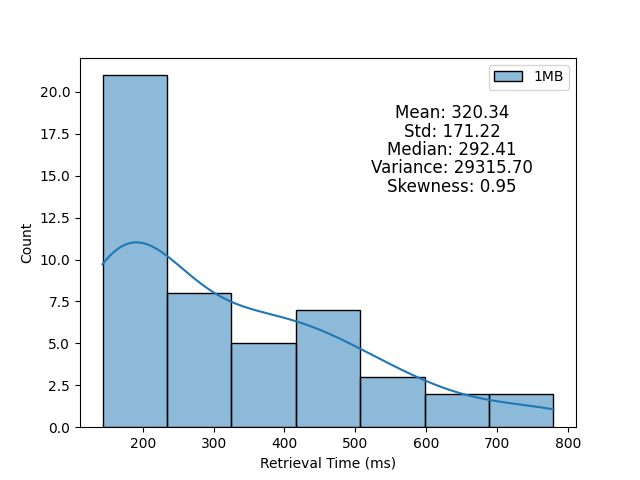 1MB
Mean: 320.34
Std: 171.22
Median: 292.41
Variance: 29315.70
Skewness: 0.95
20.0
17.5
15.0
12.5
10.0
7.5
5.0
2.5
0.0
Count
200 300 400 500 600 700 800
Retrieval Time (ms)